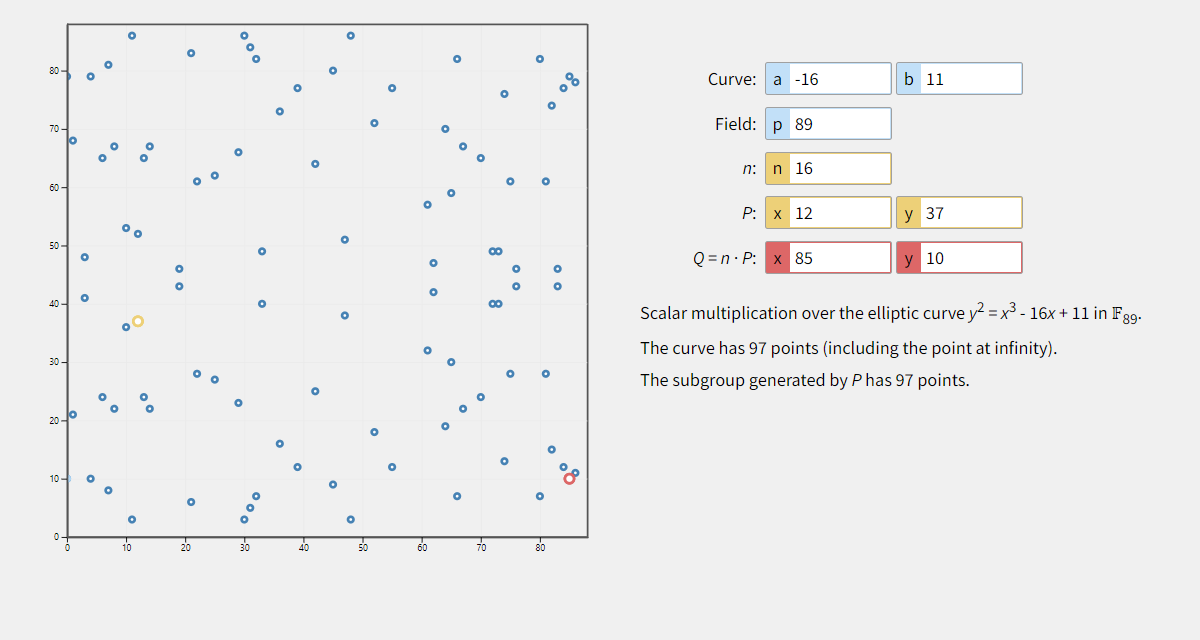 80
70
60
50
40
30
20
10
0
0 10 20 30 40 50 60 70 80
Curve: a -16 b 11
Field: p 89
n: n 16
P: x 12 y 37
Q = n · P: x 85 y 10
Scalar multiplication over the elliptic curve y² = x³ - 16x + 11 in 𝔽₈₉.
The curve has 97 points (including the point at infinity).
The subgroup generated by P has 97 points.